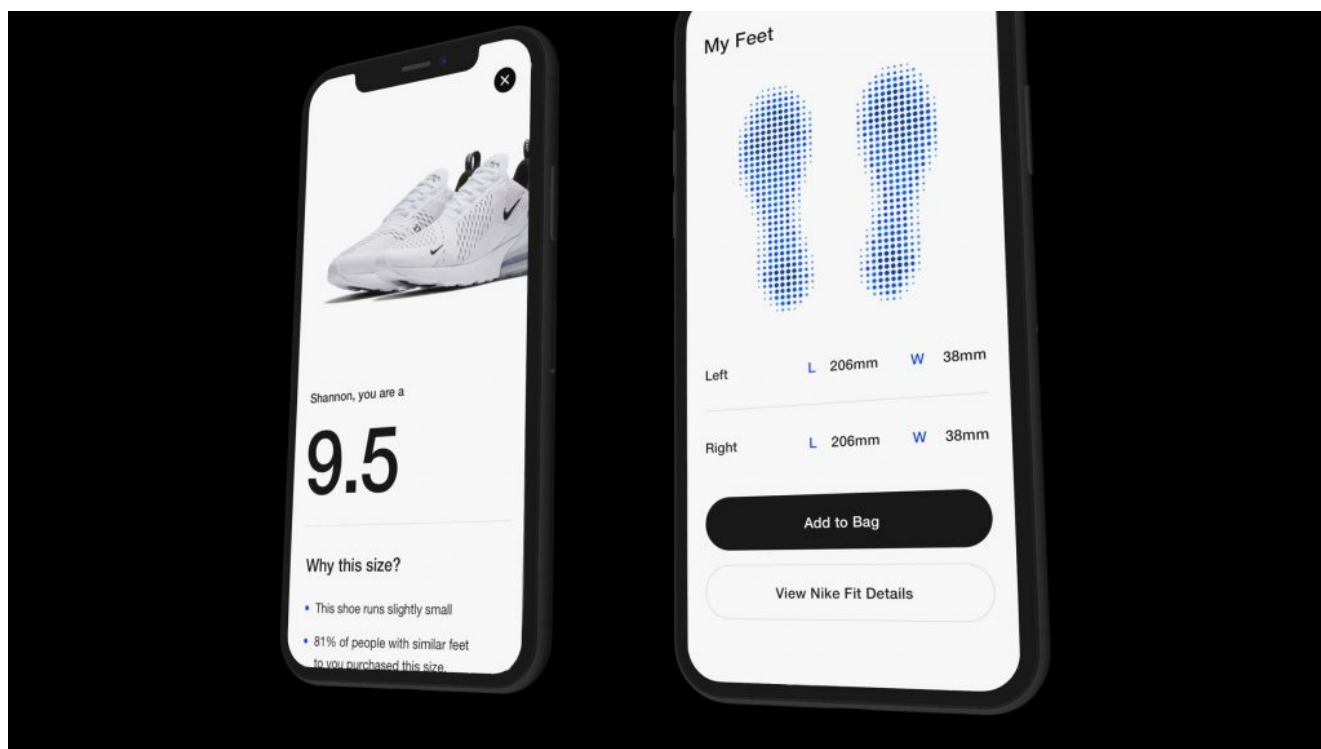 Shannon, you are a
9.5
Why this size?
This shoe runs slightly small
81% of people with similar feet
to you purchased this size.
My Feet
Left L 206mm W 38mm
Right L 206mm W 38mm
Add to Bag
View Nike Fit Details